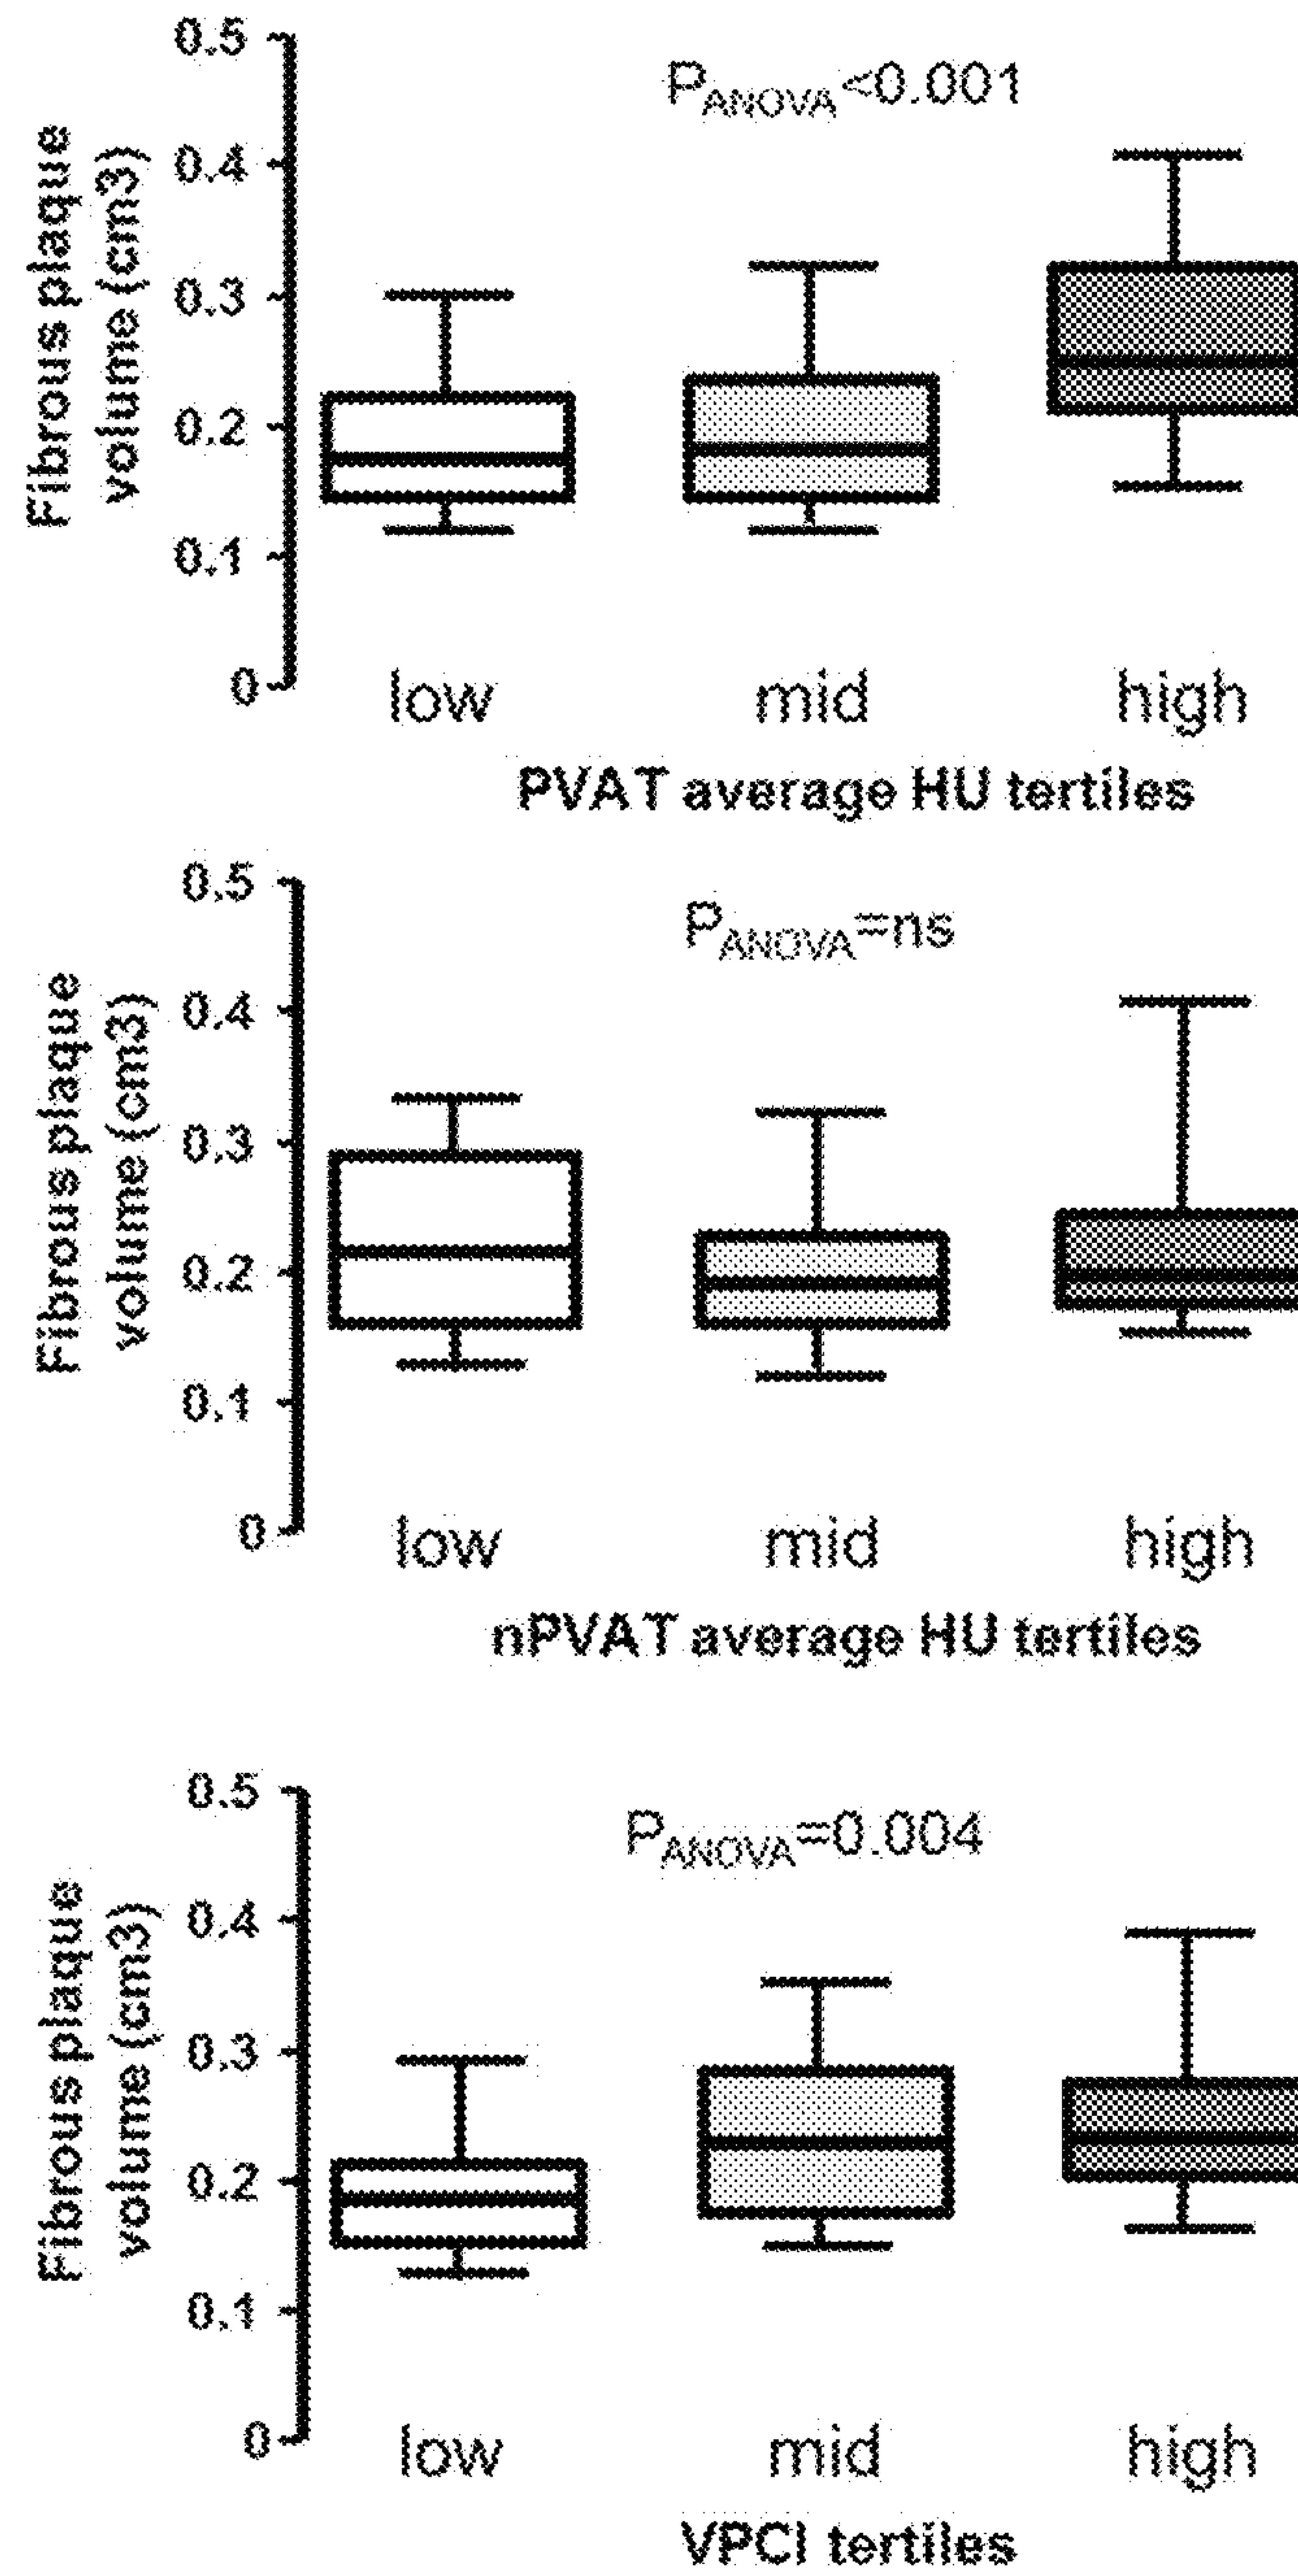 Fibrous plaque
volume (cm3)
0.5
0.4
0.3
0.2
0.1
0
P_ANOVA<0.001
low mid high
PVAT average HU tertiles
Fibrous plaque
volume (cm3)
0.5
0.4
0.3
0.2
0.1
0
P_ANOVA=ns
low mid high
nPVAT average HU tertiles
Fibrous plaque
volume (cm3)
0.5
0.4
0.3
0.2
0.1
0
P_ANOVA=0.004
low mid high
VPCI tertiles